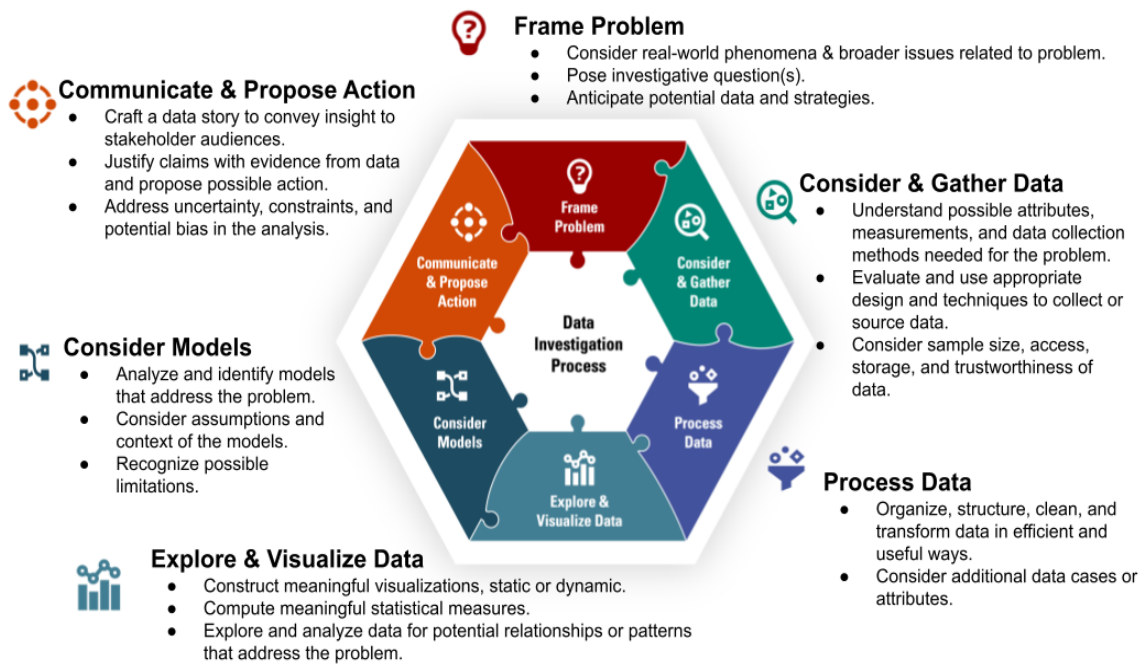 Frame Problem
● Consider real-world phenomena & broader issues related to problem.
● Pose investigative question(s).
● Anticipate potential data and strategies.
Communicate & Propose Action
● Craft a data story to convey insight to
stakeholder audiences.
● Justify claims with evidence from data
and propose possible action.
● Address uncertainty, constraints, and
potential bias in the analysis.
Consider & Gather Data
● Understand possible attributes,
measurements, and data collection
methods needed for the problem.
● Evaluate and use appropriate
design and techniques to collect or
source data.
● Consider sample size, access,
storage, and trustworthiness of
data.
Consider Models
● Analyze and identify models
that address the problem.
● Consider assumptions and
context of the models.
● Recognize possible
limitations.
Process Data
● Organize, structure, clean, and
transform data in efficient and
useful ways.
● Consider additional data cases or
attributes.
Explore & Visualize Data
● Construct meaningful visualizations, static or dynamic.
● Compute meaningful statistical measures.
● Explore and analyze data for potential relationships or patterns
that address the problem.
Frame
Problem
Consider
& Gather
Data
Process
Data
Explore &
Visualize Data
Consider
Models
Communicate
& Propose
Action
Data
Investigation
Process